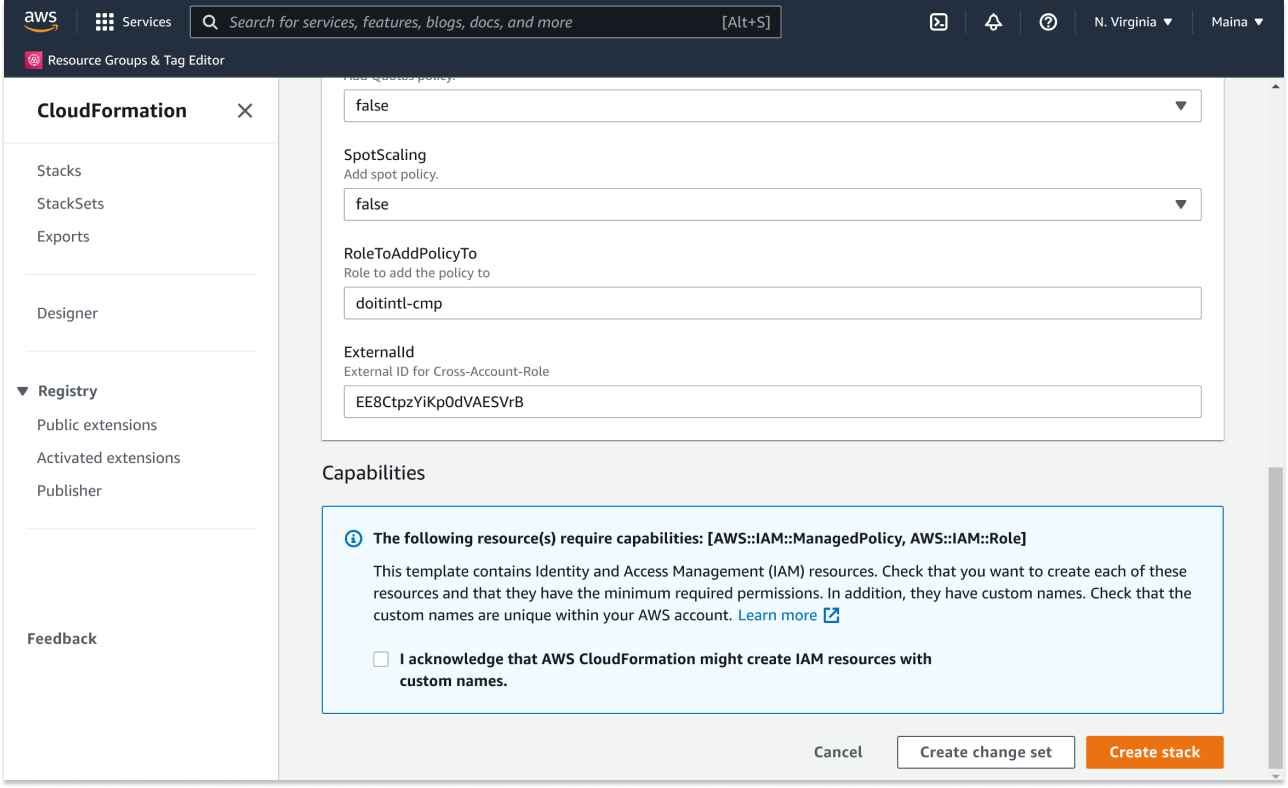 aws
Services
Search for services, features, blogs, docs, and more
[Alt+S]
N. Virginia
Maina
Resource Groups & Tag Editor
CloudFormation
Stacks
StackSets
Exports
Designer
Registry
Public extensions
Activated extensions
Publisher
Feedback
Add Quotas policy.
false
SpotScaling
Add spot policy.
false
RoleToAddPolicyTo
Role to add the policy to
doitintl-cmp
ExternalId
External ID for Cross-Account-Role
EE8CtpzYiKp0dVAESVrB
Capabilities
The following resource(s) require capabilities: [AWS::IAM::ManagedPolicy, AWS::IAM::Role]
This template contains Identity and Access Management (IAM) resources. Check that you want to create each of these
resources and that they have the minimum required permissions. In addition, they have custom names. Check that the
custom names are unique within your AWS account. Learn more
I acknowledge that AWS CloudFormation might create IAM resources with
custom names.
Cancel
Create change set
Create stack